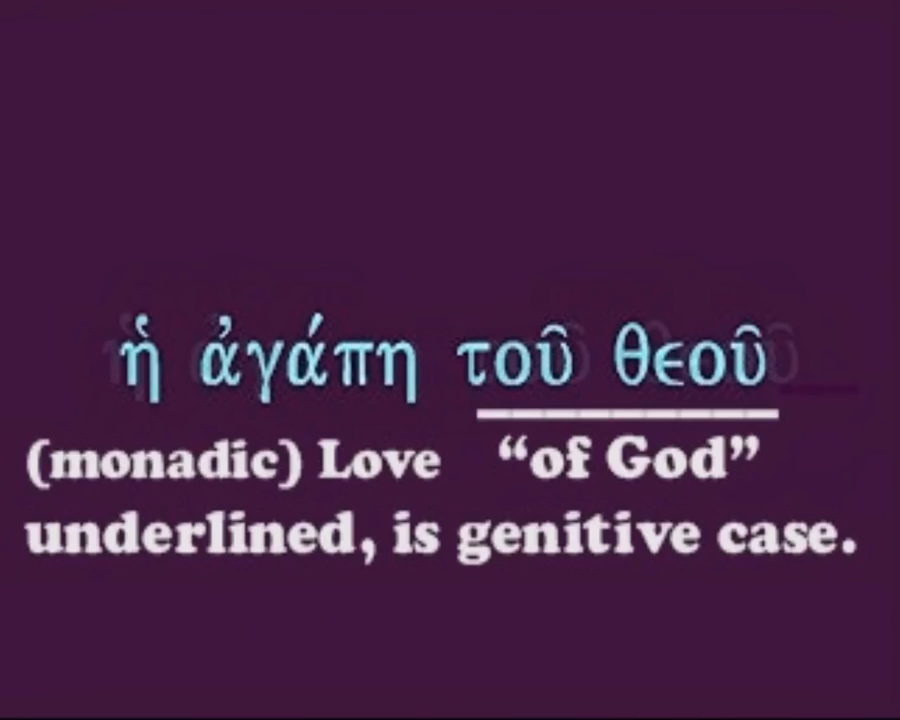 ἡ ἀγάπη τοῦ θεοῦ
(monadic) Love “of God”
underlined, is genitive case.